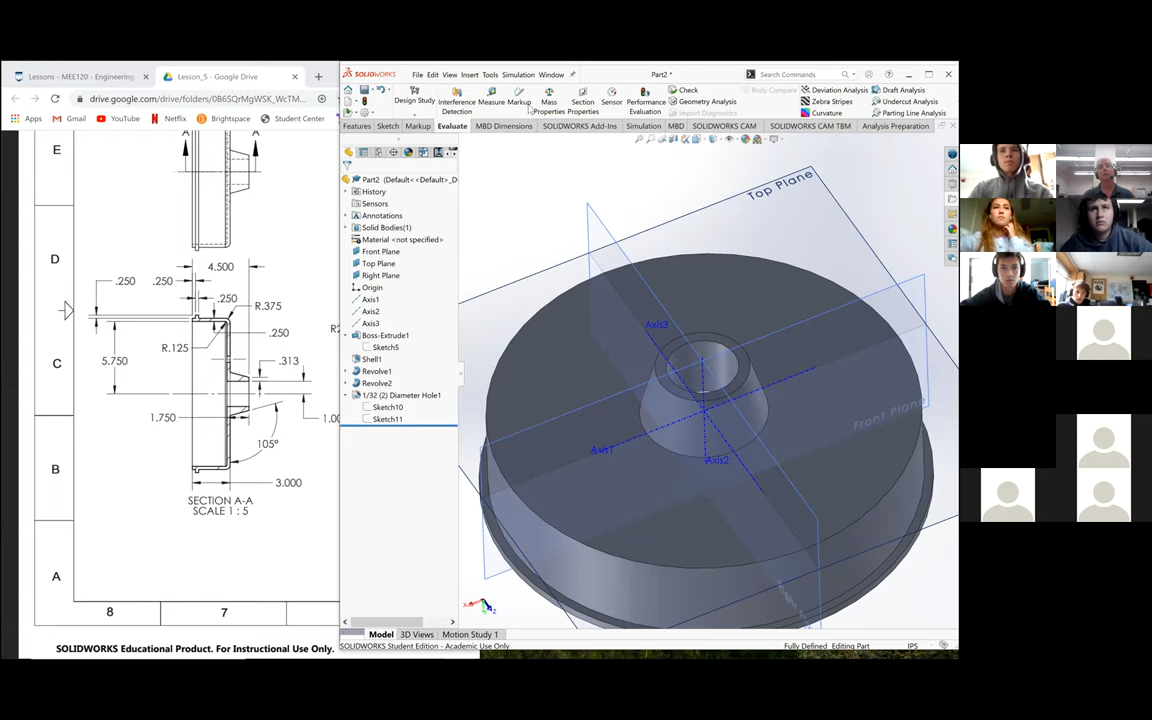 Lessons - MEE120 - Engineering
Lesson_5 - Google Drive
drive.google.com/drive/folders/0B6SQrMgWSK_WcTM...
Apps
Gmail
YouTube
Netflix
Brightspace
Student Center
E
D
C
B
A
8
7
A
A
4.500
.250
.250
.250
R.375
.250
R.125
5.750
.313
1.750
1.00
105°
3.000
SECTION A-A
SCALE 1 : 5
SOLIDWORKS Educational Product. For Instructional Use Only.
SOLIDWORKS
File Edit View Insert Tools Simulation Window
Part2 *
Search Commands
Design Study
Interference Detection
Measure
Markup
Mass Properties
Section Properties
Sensor
Performance Evaluation
Check
Geometry Analysis
Import Diagnostics
Body Compare
Deviation Analysis
Zebra Stripes
Curvature
Draft Analysis
Undercut Analysis
Parting Line Analysis
Features
Sketch
Markup
Evaluate
MBD Dimensions
SOLIDWORKS Add-Ins
Simulation
MBD
SOLIDWORKS CAM
SOLIDWORKS CAM TBM
Analysis Preparation
Part2 (Default<<Default>_D
History
Sensors
Annotations
Solid Bodies(1)
Material <not specified>
Front Plane
Top Plane
Right Plane
Origin
Axis1
Axis2
Axis3
Boss-Extrude1
Sketch5
Shell1
Revolve1
Revolve2
1/32 (2) Diameter Hole1
Sketch10
Sketch11
Top Plane
Axis3
Front Plane
Axis1
Axis2
Model
3D Views
Motion Study 1
SOLIDWORKS Student Edition - Academic Use Only
Fully Defined
Editing Part
IPS